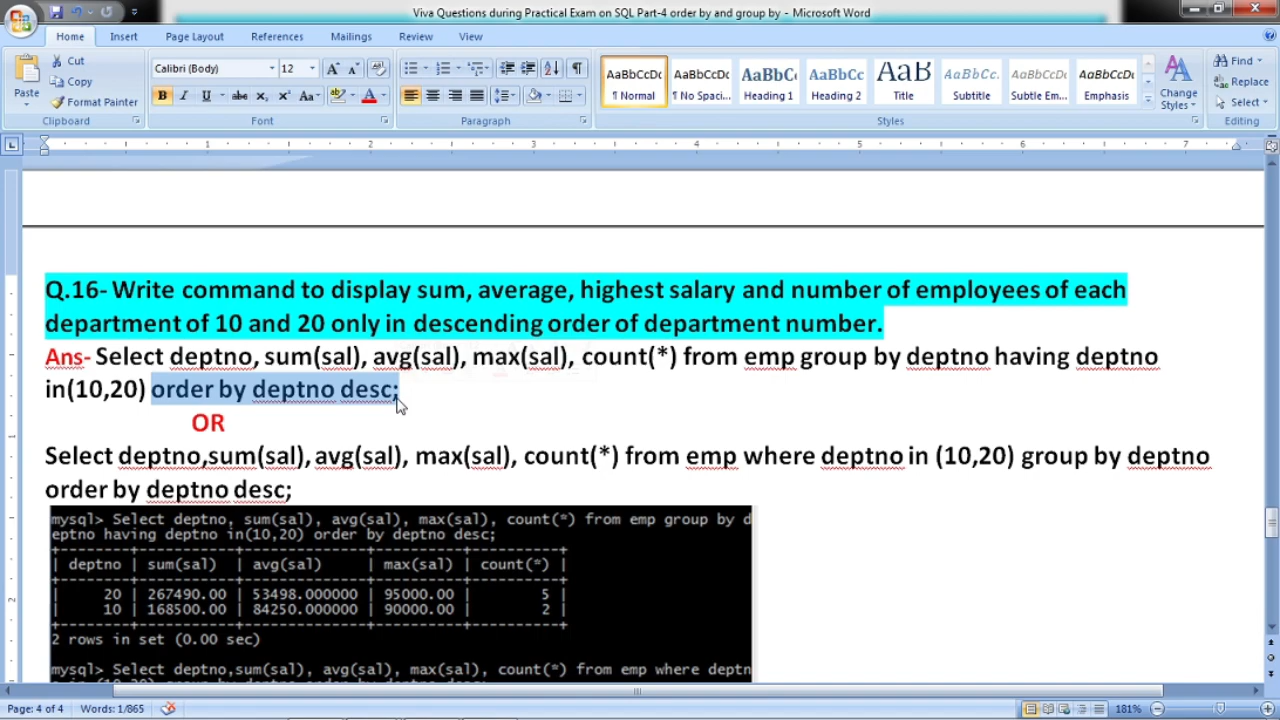 Viva Questions during Practical Exam on SQL Part-4 order by and group by - Microsoft Word
Home Insert Page Layout References Mailings Review View
Paste
Cut
Copy
Format Painter
Clipboard
Calibri (Body) 12
Font
Paragraph
AaBbCcDc AaBbCcDc AaBbC AaBbCc AaB AaBbCc. AaBbCcDc AaBbCcDc
¶ Normal ¶ No Spaci... Heading 1 Heading 2 Title Subtitle Subtle Em... Emphasis
Change Styles
Styles
Find
Replace
Select
Editing
1 2 3 4 5 6 7
Q.16- Write command to display sum, average, highest salary and number of employees of each
department of 10 and 20 only in descending order of department number.
Ans- Select deptno, sum(sal), avg(sal), max(sal), count(*) from emp group by deptno having deptno
in(10,20) order by deptno desc;
OR
Select deptno,sum(sal), avg(sal), max(sal), count(*) from emp where deptno in (10,20) group by deptno
order by deptno desc;
mysql> Select deptno, sum(sal), avg(sal), max(sal), count(*) from emp group by d
eptno having deptno in(10,20) order by deptno desc;
+--------+-----------+--------------+----------+----------+
| deptno | sum(sal) | avg(sal) | max(sal) | count(*) |
+--------+-----------+--------------+----------+----------+
| 20 | 267490.00 | 53498.000000 | 95000.00 | 5 |
| 10 | 168500.00 | 84250.000000 | 90000.00 | 2 |
+--------+-----------+--------------+----------+----------+
2 rows in set (0.00 sec)
mysql> Select deptno,sum(sal), avg(sal), max(sal), count(*) from emp where deptn
Page: 4 of 4 Words: 1/865 181%